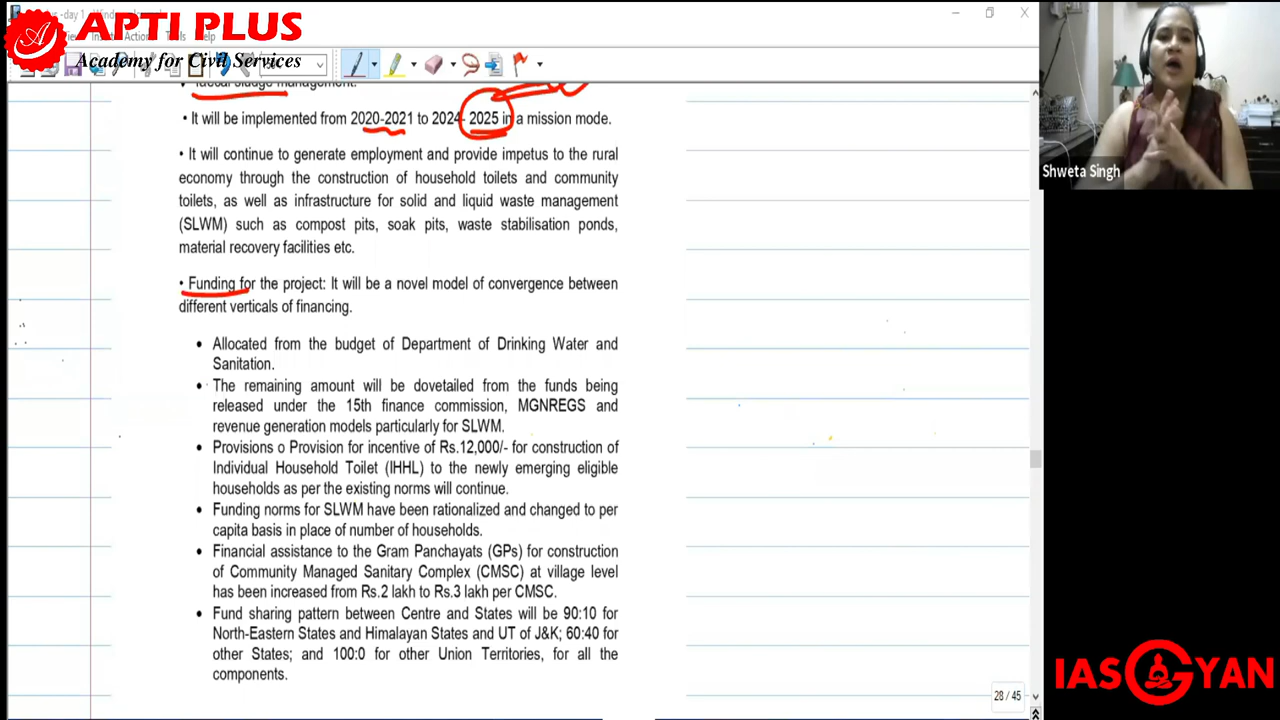 APTI PLUS
Academy for Civil Services
Shweta Singh
faecal sludge management.
• It will be implemented from 2020-2021 to 2024- 2025 in a mission mode.
• It will continue to generate employment and provide impetus to the rural
economy through the constrction of household toilets and community
toilets, as well as infrastructure for solid and liquid waste management
(SLWM) such as compost pits, soak pits, waste stabilisation ponds,
material recovery facilities etc.
• Funding for the project: It will be a novel model of convergence between
different verticals of financing.
• Allocated from the budget of Department of Drinking Water and
Sanitation.
• The remaining amount will be dovetailed from the funds being
released under the 15th finance commission, MGNREGS and
revenue generation models particularly for SLWM.
• Provisions o Provision for incentive of Rs.12,000/- for construction of
Individual Household Toilet (IHHL) to the newly emerging eligible
households as per the existing norms will continue.
• Funding norms for SLWM have been rationalized and changed to per
capita basis in place of number of households.
• Financial assistance to the Gram Panchayats (GPs) for construction
of Community Managed Sanitary Complex (CMSC) at village level
has been increased from Rs.2 lakh to Rs.3 lakh per CMSC.
• Fund sharing pattern between Centre and States will be 90:10 for
North-Eastern States and Himalayan States and UT of J&K; 60:40 for
other States; and 100:0 for other Union Territories, for all the
components.
28 / 45
IASGYAN